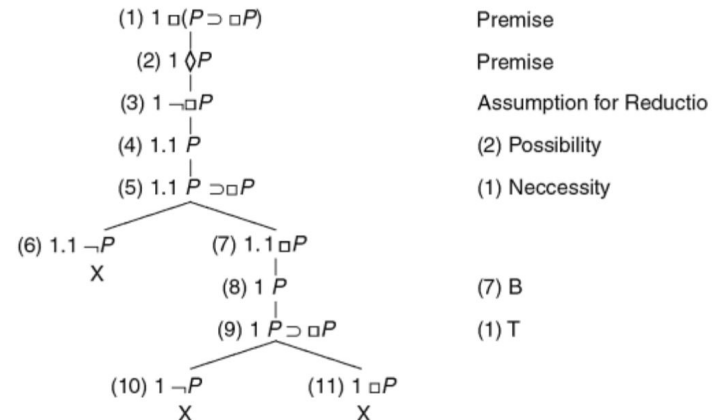 (1) 1 □(P ⊃ □P) Premise
(2) 1 ◊P Premise
(3) 1 ¬□P Assumption for Reductio
(4) 1.1 P (2) Possibility
(5) 1.1 P ⊃□P (1) Neccessity
(6) 1.1 ¬P (7) 1.1 □P
X
(8) 1 P (7) B
(9) 1 P ⊃ □P (1) T
(10) 1 ¬P (11) 1 □P
X X